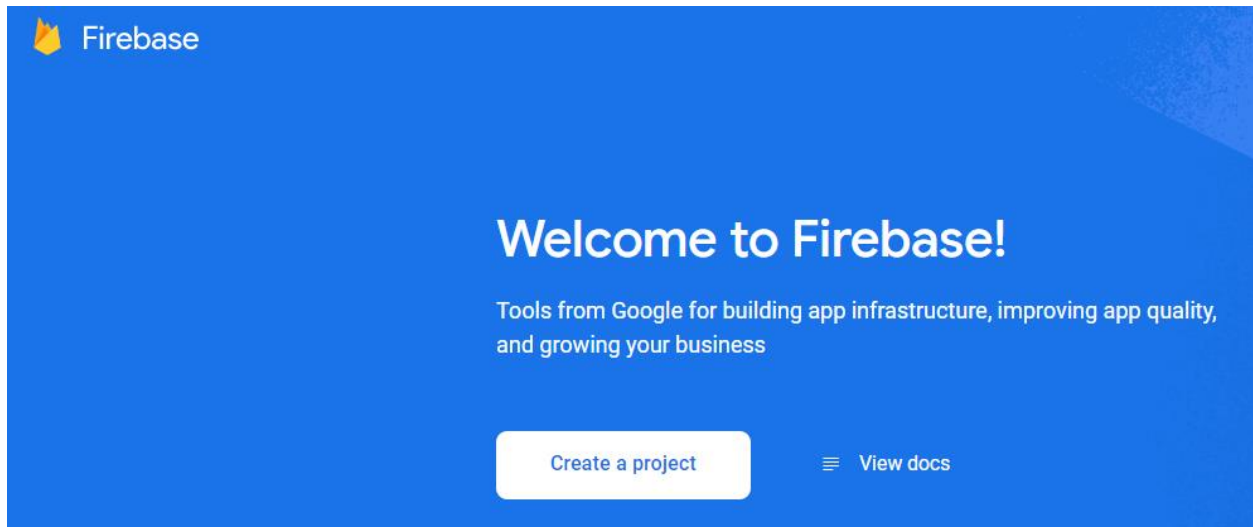 Firebase
Welcome to Firebase!
Tools from Google for building app infrastructure, improving app quality,
and growing your business
Create a project
View docs